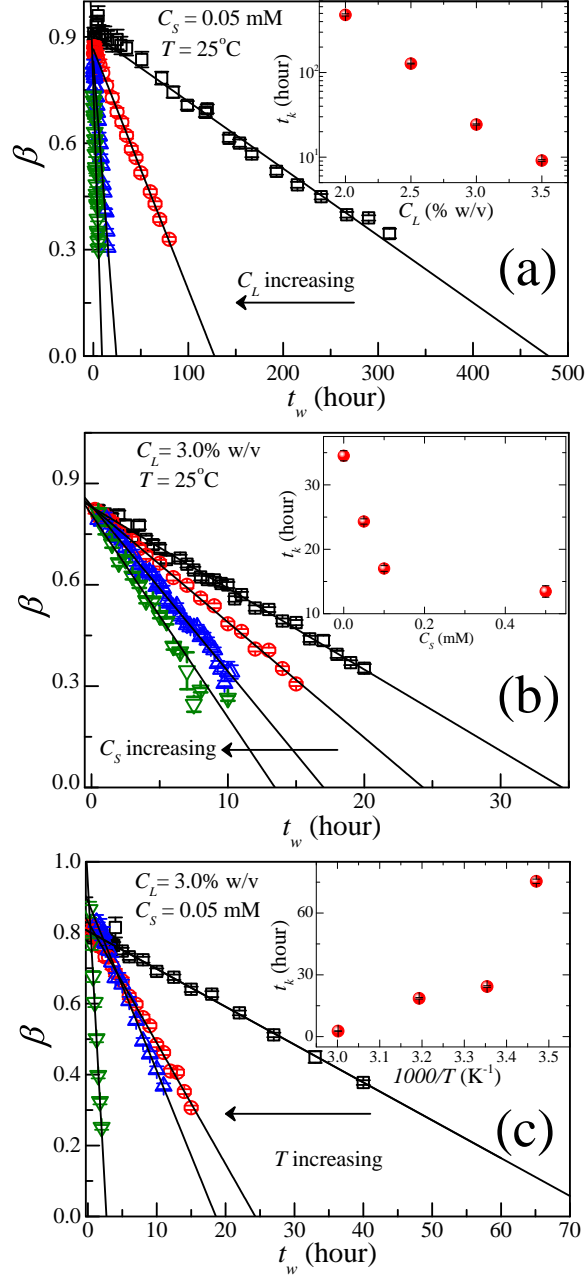 C_S = 0.05 mM
T = 25°C
t_k (hour)
10²
10¹
2.0 2.5 3.0 3.5
C_L (% w/v)
0.9
0.6
0.3
0.0
β
(a)
C_L increasing
0 100 200 300 400 500
t_w (hour)
C_L = 3.0% w/v
T = 25°C
t_k (hour)
30
20
10
0.0 0.2 0.4
C_S (mM)
0.9
0.6
0.3
0.0
β
(b)
C_S increasing
0 10 20 30
t_w (hour)
C_L = 3.0% w/v
C_S = 0.05 mM
t_k (hour)
60
30
0
3.0 3.1 3.2 3.3 3.4 3.5
1000/T (K⁻¹)
1.0
0.8
0.6
0.4
0.2
0.0
β
(c)
T increasing
0 10 20 30 40 50 60 70
t_w (hour)